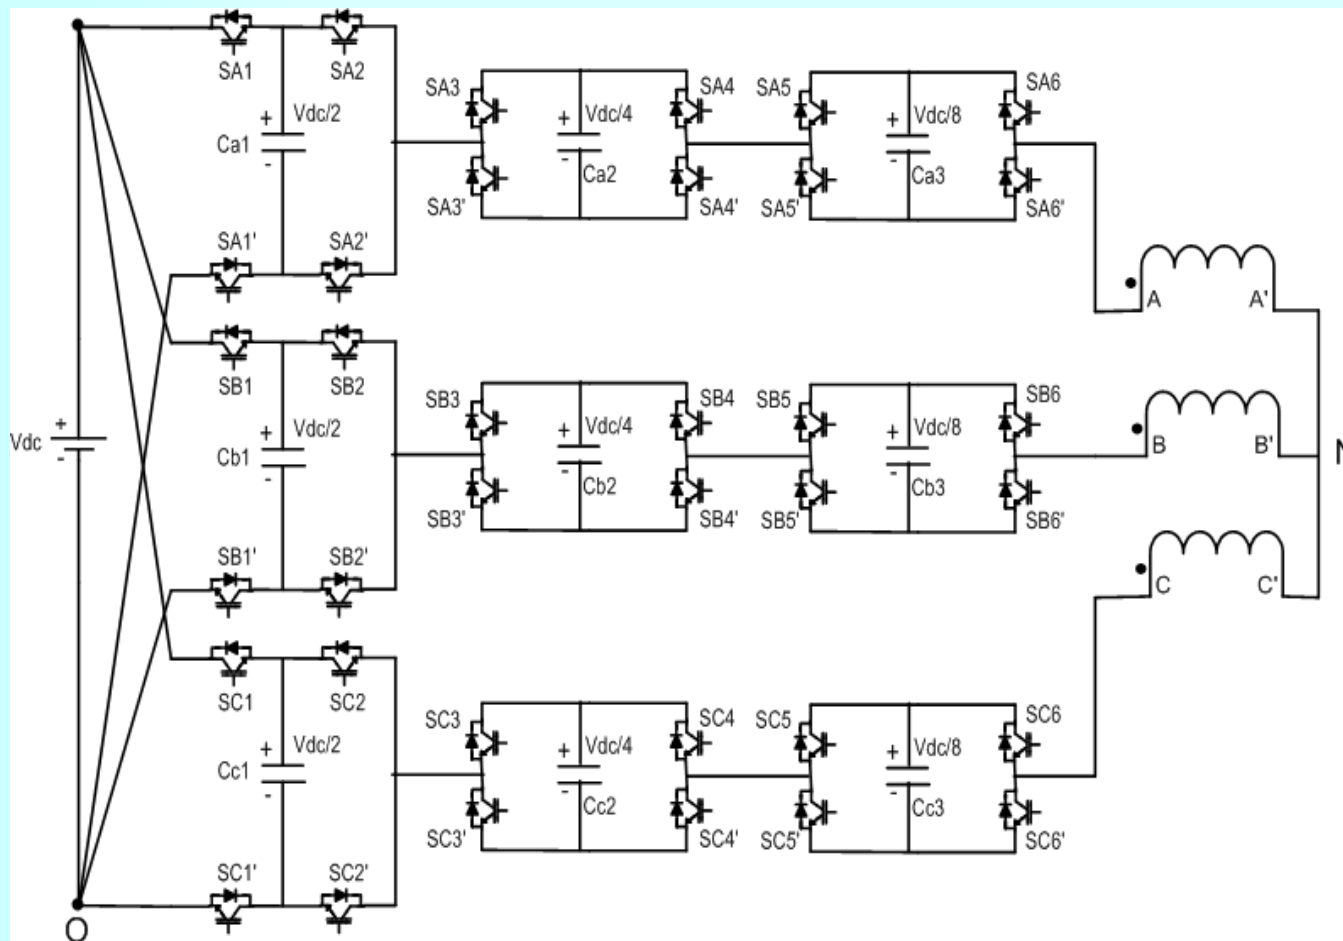 SA1 SA2
Vdc/2
+
Ca1
-
SA3 SA4 SA5 SA6
+ Vdc/4 + Vdc/8
- Ca2 - Ca3
SA3' SA4' SA5' SA6'
SA1' SA2'
A A'
SB1 SB2
Vdc/2
+
Cb1
-
SB3 SB4 SB5 SB6
+ Vdc/4 + Vdc/8
- Cb2 - Cb3
SB3' SB4' SB5' SB6'
B B'
N
+
Vdc
-
SB1' SB2'
C C'
SC1 SC2
+ Vdc/2
Cc1
-
SC3 SC4 SC5 SC6
+ Vdc/4 + Vdc/8
- Cc2 - Cc3
SC3' SC4' SC5' SC6'
SC1' SC2'
O